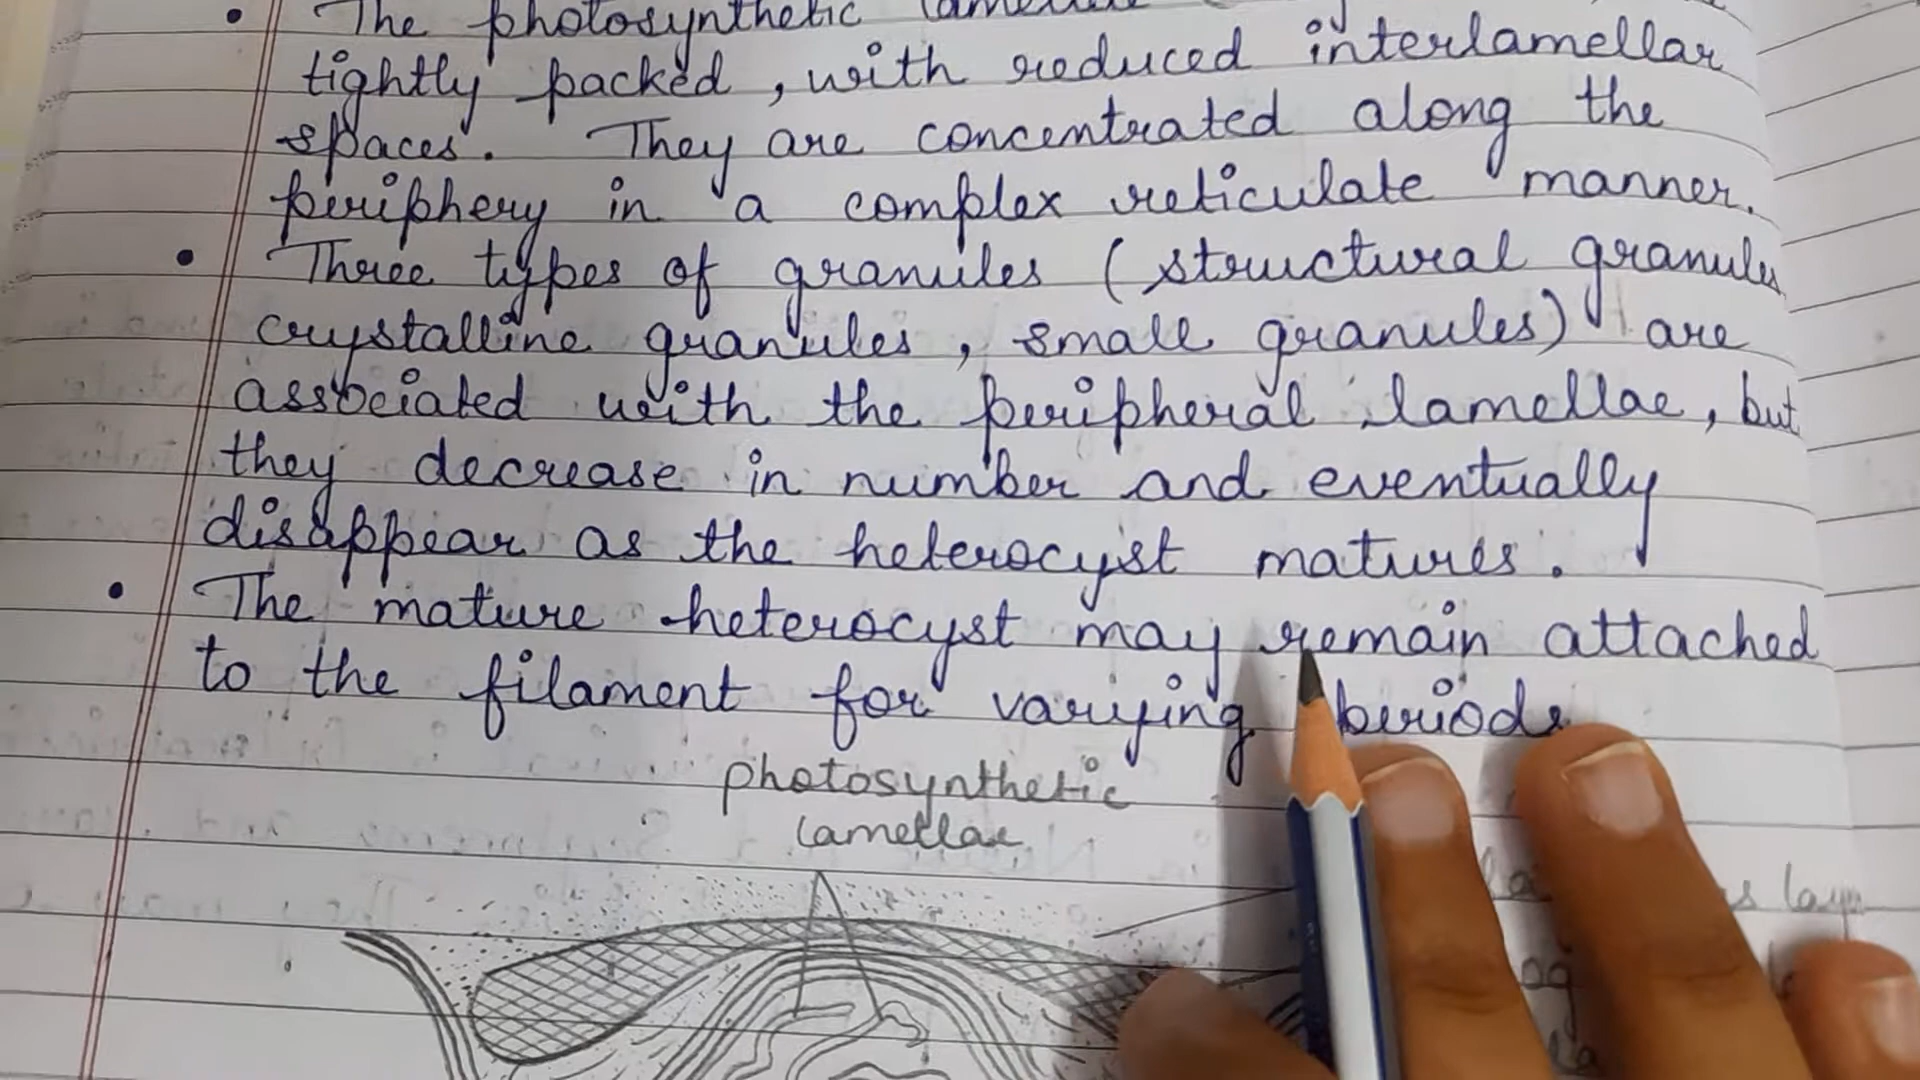 • The photosynthetic lamellae
tightly packed, with reduced interlamellar
spaces. They are concentrated along the
periphery in a complex reticulate manner.
• Three types of granules (structural granules
crystalline granules, small granules) are
associated with the peripheral lamellae, but
they decrease in number and eventually
disappear as the heterocyst matures.
• The mature heterocyst may remain attached
to the filament for varying periods
photosynthetic
lamellae